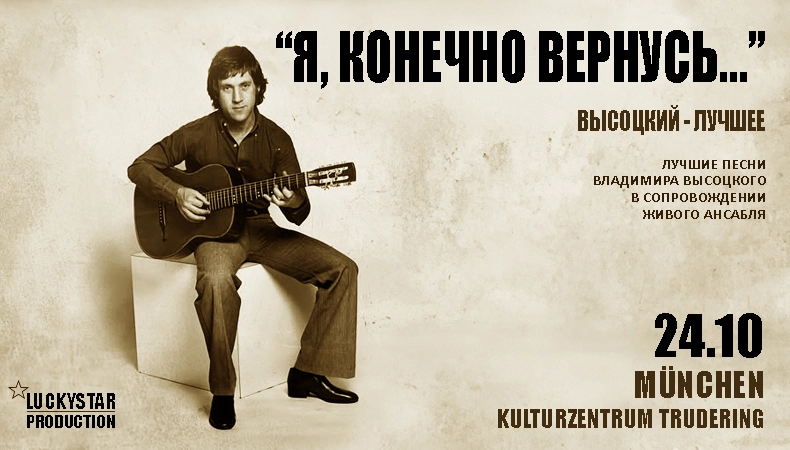 “Я, КОНЕЧНО ВЕРНУСЬ...”
ВЫСОЦКИЙ - ЛУЧШЕЕ
ЛУЧШИЕ ПЕСНИ
ВЛАДИМИРА ВЫСОЦКОГО
В СОПРОВОЖДЕНИИ
ЖИВОГО АНСАБЛЯ
24.10
MÜNCHEN
KULTURZENTRUM TRUDERING
LUCKYSTAR
PRODUCTION